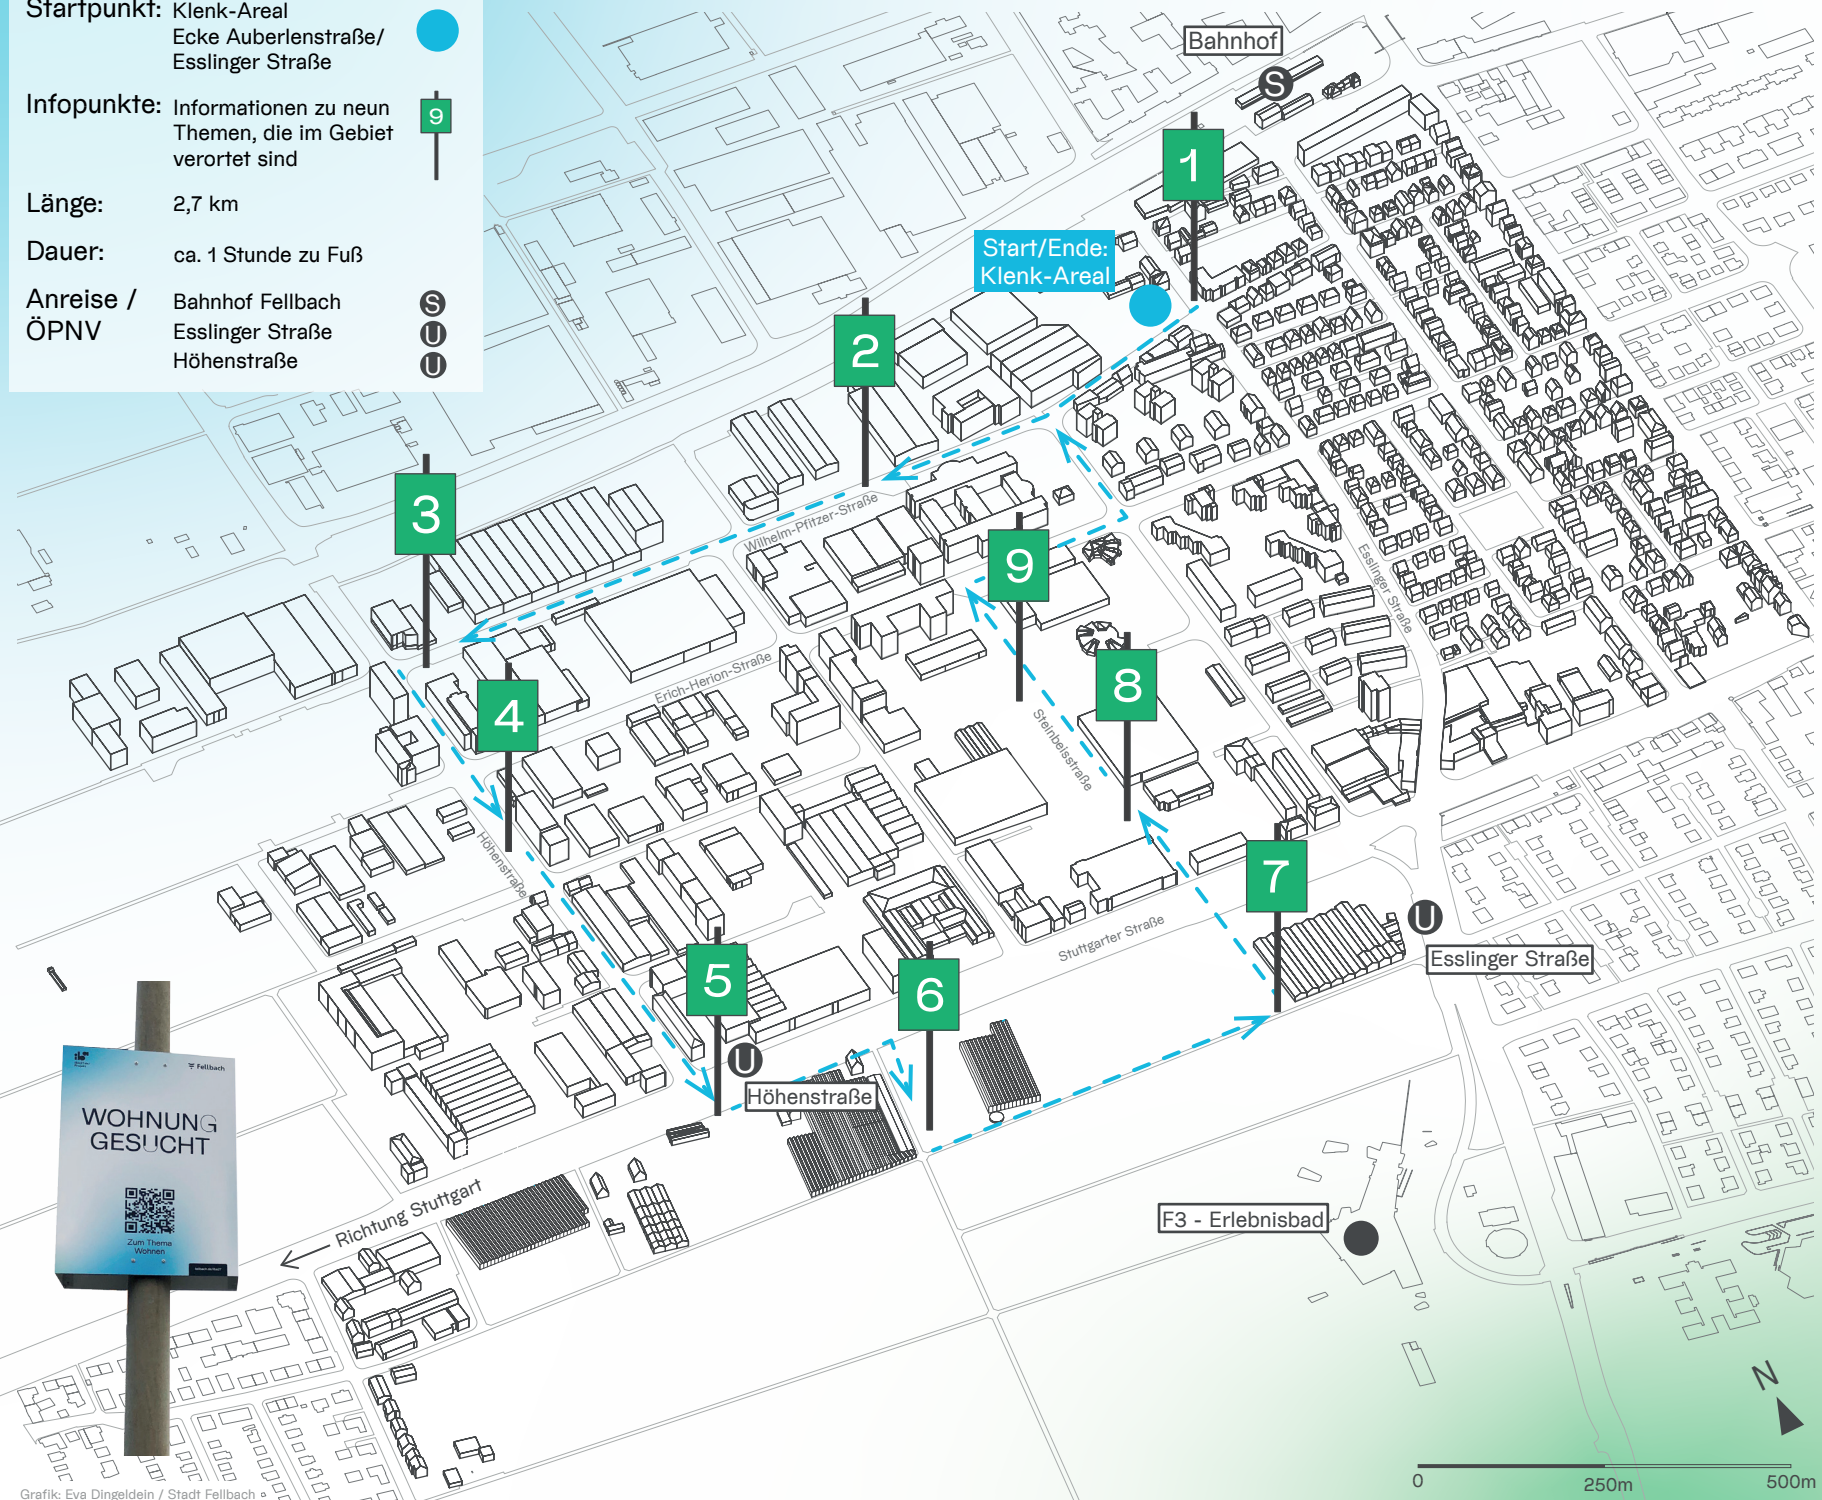 Startpunkt: Klenk-Areal
Ecke Auberlenstraße/
Esslinger Straße
Infopunkte: Informationen zu neun
Themen, die im Gebiet
verortet sind
9
Länge: 2,7 km
Dauer: ca. 1 Stunde zu Fuß
Anreise / ÖPNV
Bahnhof Fellbach S
Esslinger Straße U
Höhenstraße U
Bahnhof
S
1
Start/Ende:
Klenk-Areal
2
3
Wilhelm-Pfitzer-Straße
9
Esslinger Straße
Erich-Herion-Straße
8
4
Steinbeisstraße
Höhenstraße
7
Stuttgarter Straße
U
Esslinger Straße
5
6
U
Höhenstraße
Richtung Stuttgart
F3 - Erlebnisbad
Fellbach
WOHNUNG
GESUCHT
Zum Thema
Wohnen
N
0 250m 500m
Grafik: Eva Dingeldein / Stadt Fellbach